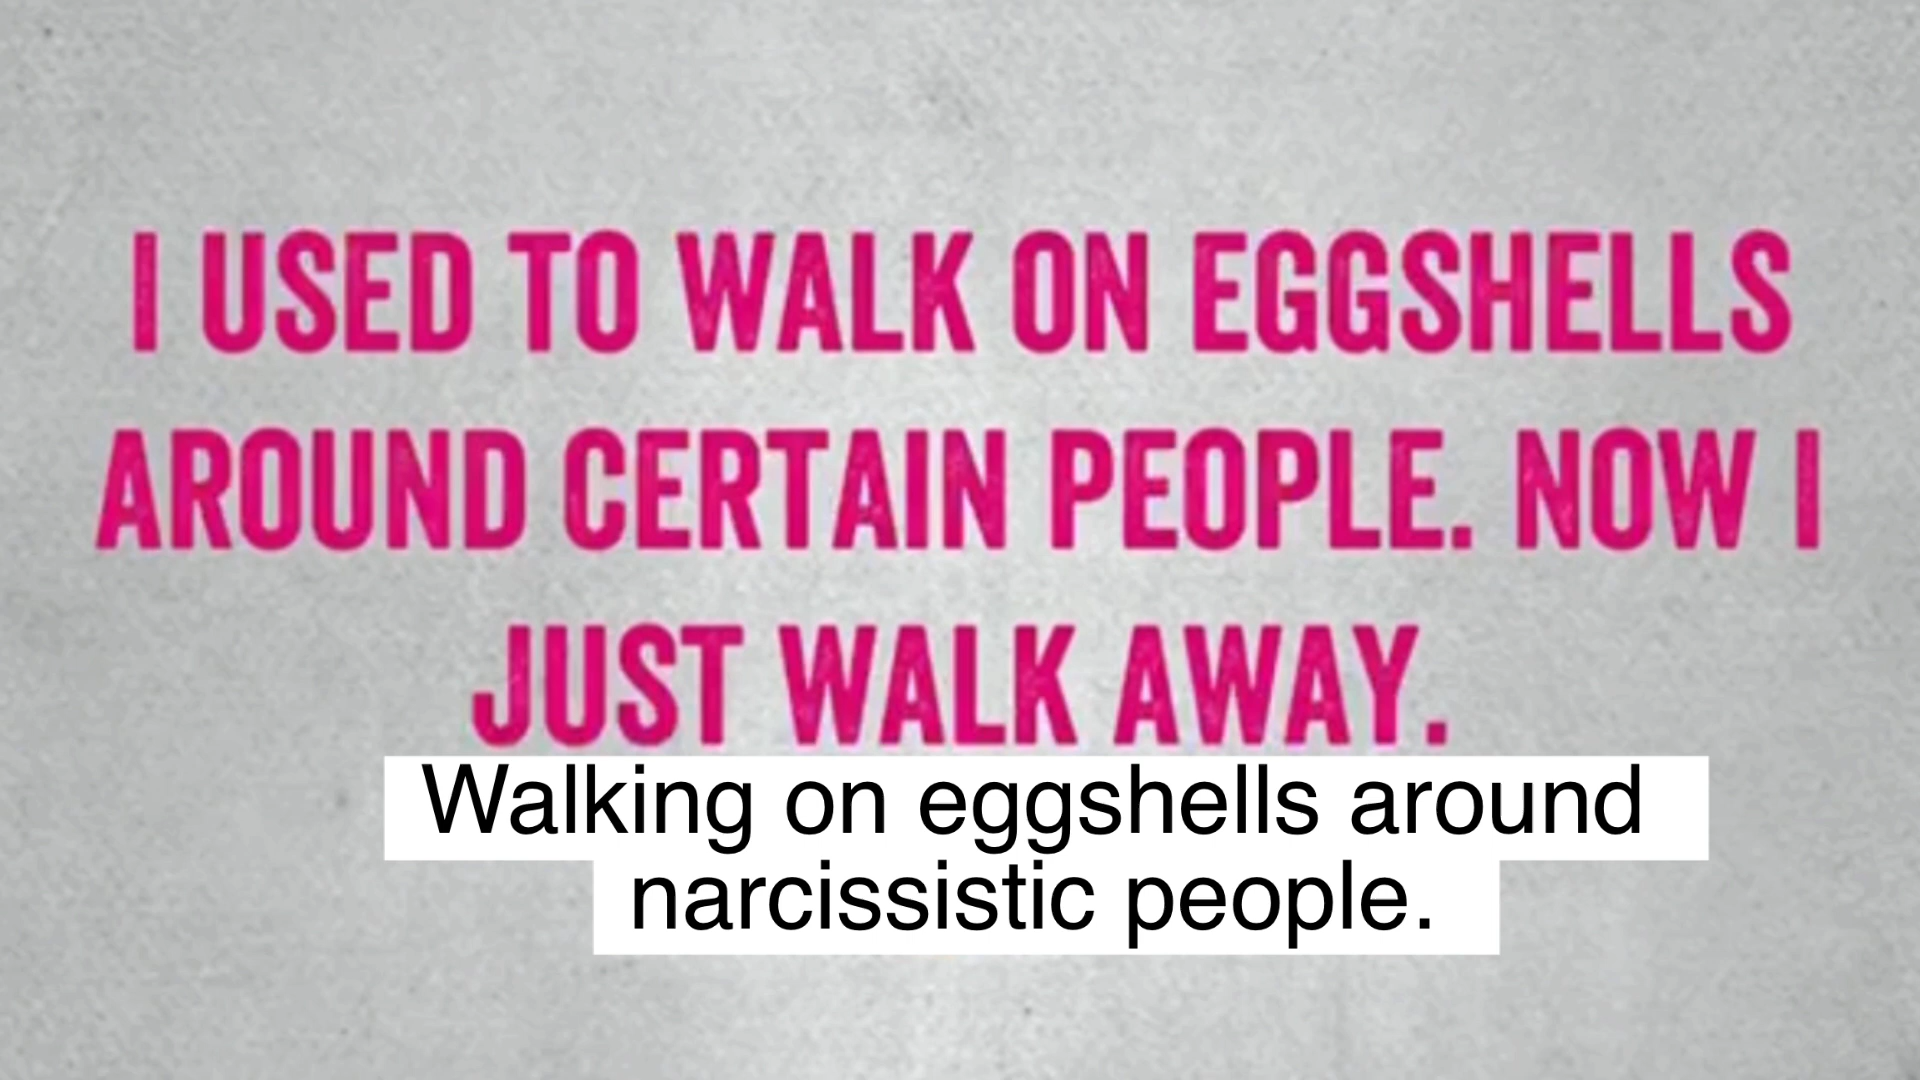 I USED TO WALK ON EGGSHELLS
AROUND CERTAIN PEOPLE. NOW I
JUST WALK AWAY.
Walking on eggshells around
narcissistic people.